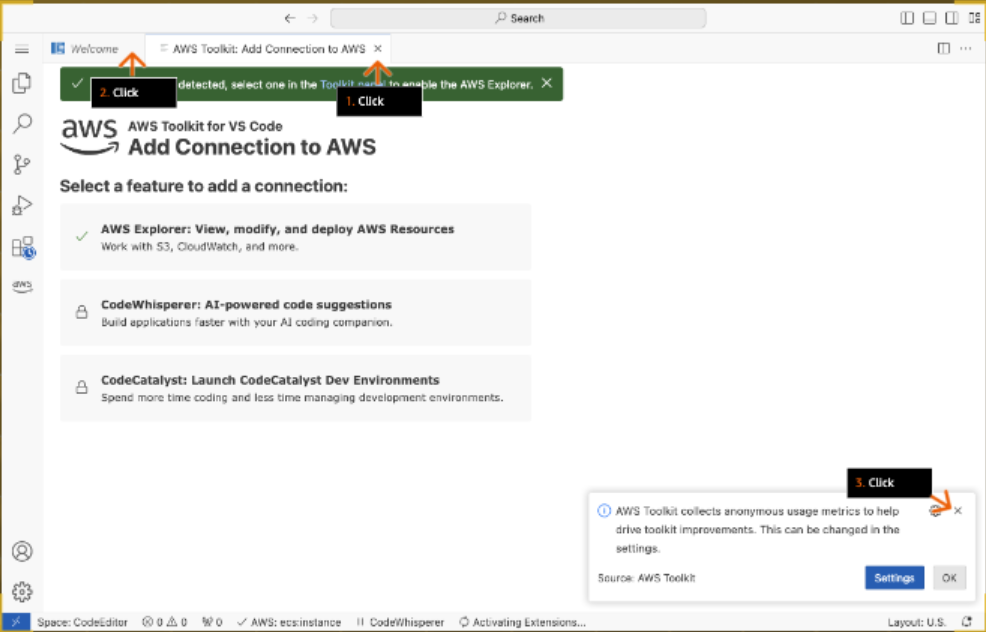 Search
Welcome
AWS Toolkit: Add Connection to AWS
2. Click
detected, select one in the Toolkit panel to enable the AWS Explorer.
1. Click
aws
AWS Toolkit for VS Code
Add Connection to AWS
Select a feature to add a connection:
AWS Explorer: View, modify, and deploy AWS Resources
Work with S3, CloudWatch, and more.
CodeWhisperer: AI-powered code suggestions
Build applications faster with your AI coding companion.
aws
CodeCatalyst: Launch CodeCatalyst Dev Environments
Spend more time coding and less time managing development environments.
3. Click
AWS Toolkit collects anonymous usage metrics to help
drive toolkit improvements. This can be changed in the
settings.
Source: AWS Toolkit
Settings
OK
Space: CodeEditor 0 0 0 AWS: ecs:instance CodeWhisperer Activating Extensions... Layout: U.S.